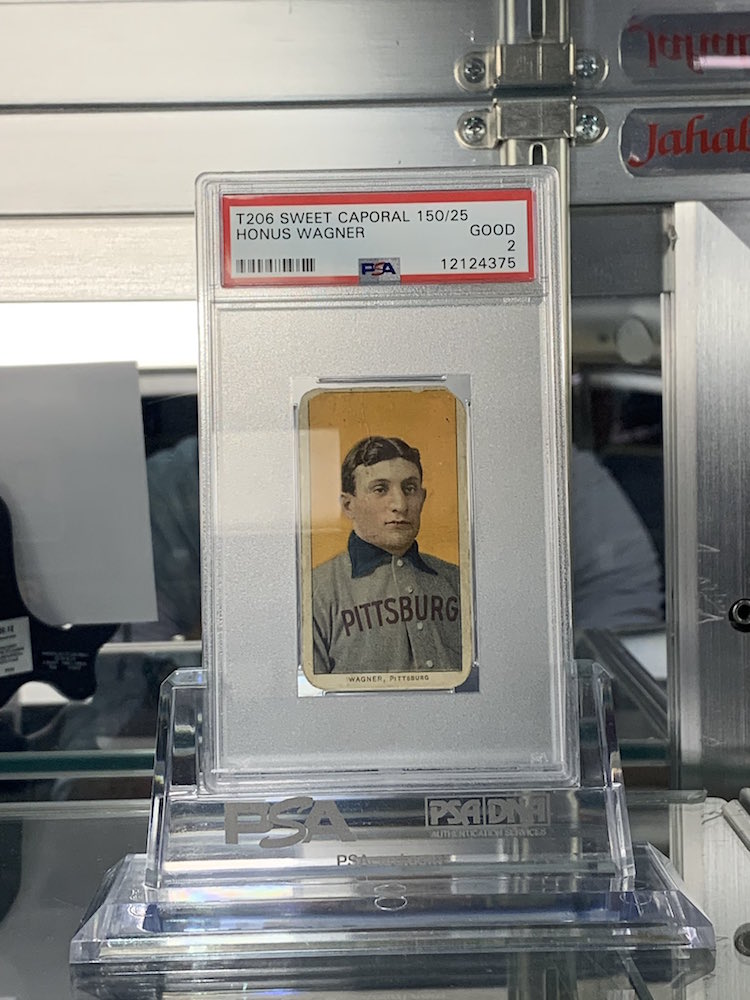 Jahab
T206 SWEET CAPORAL 150/25
HONUS WAGNER GOOD
2
PSA 12124375
PITTSBURG
WAGNER, PITTSBURG
PSA PSA/DNA
AUTHENTICATION SERVICES